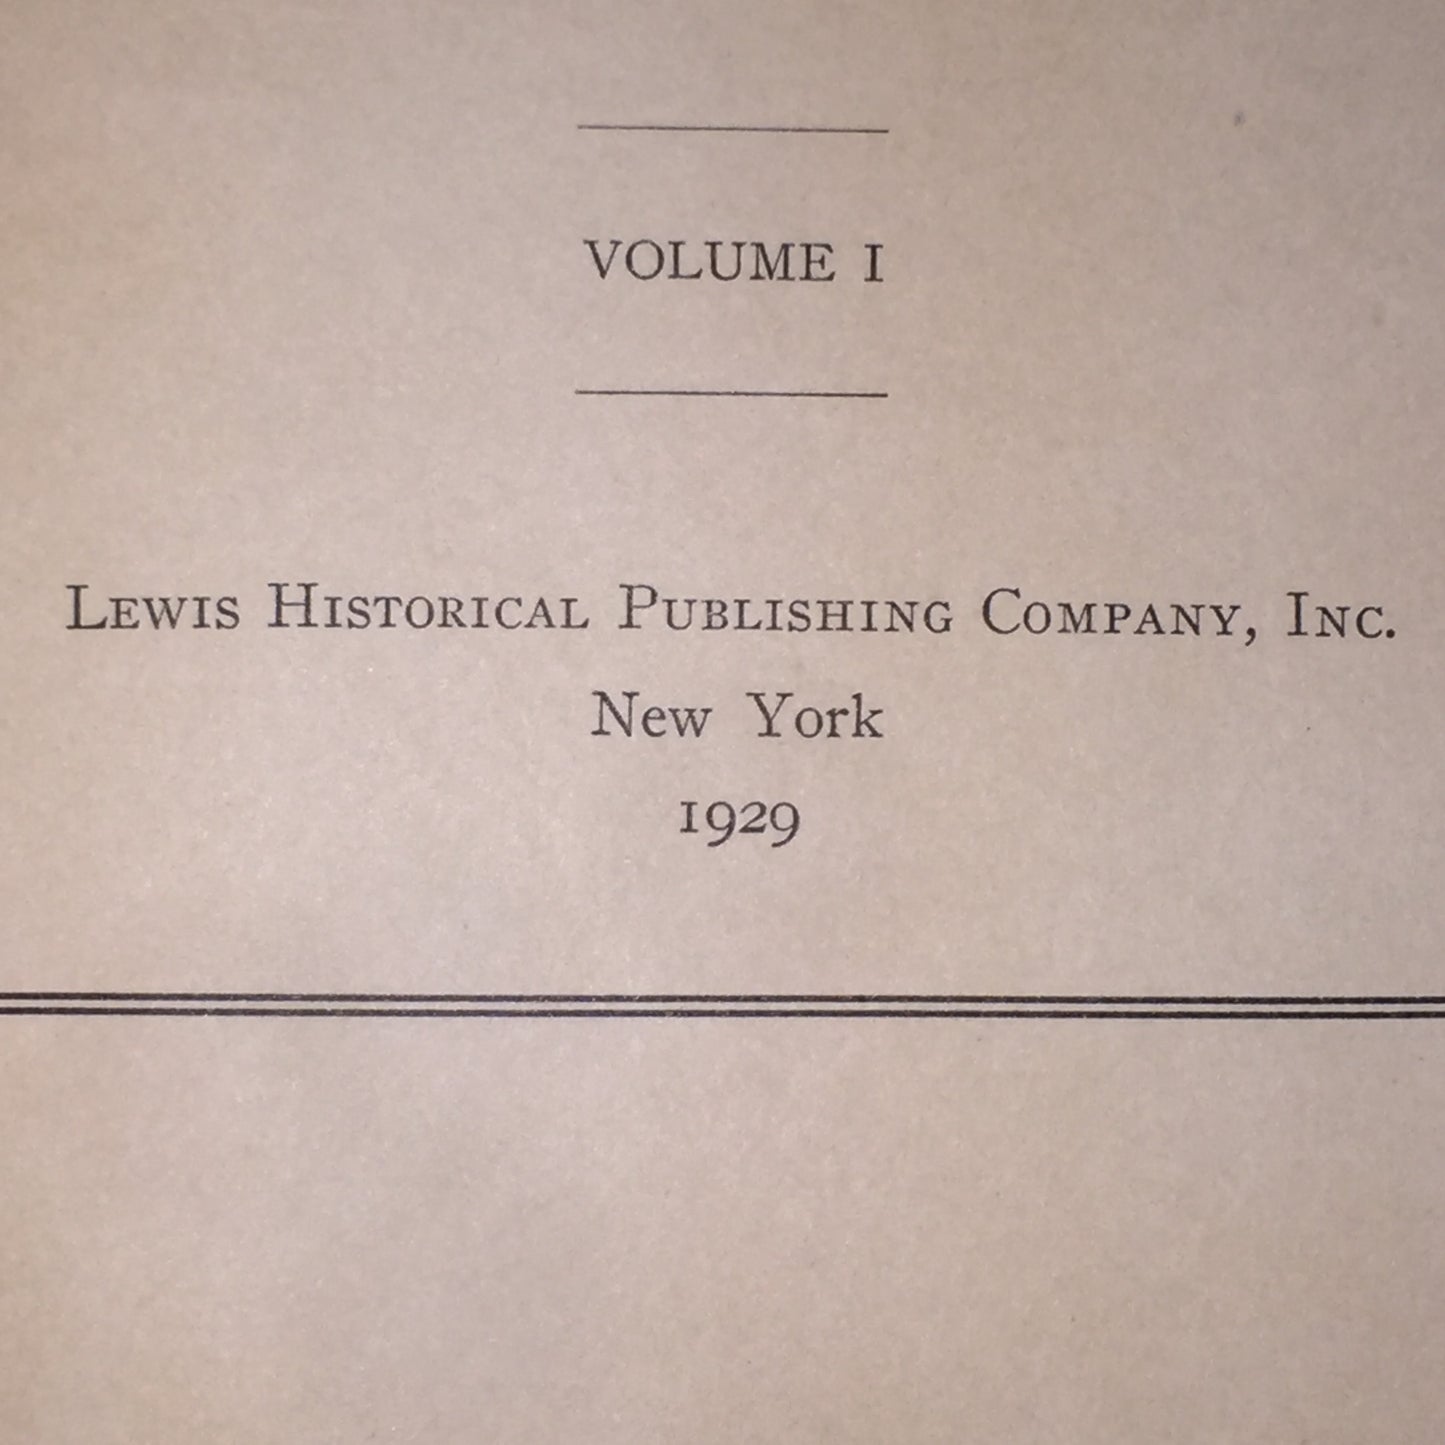 VOLUME I
Lewis Historical Publishing Company, Inc.
New York
1929